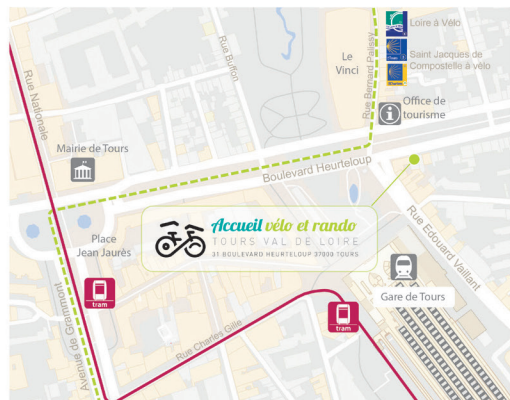 Loire à Vélo
Saint Jacques de
Compostelle à vélo
Rue Nationale
Rue Buffon
Le
Vinci
Rue Bernard Palissy
Office de
tourisme
Mairie de Tours
Boulevard Heurteloup
Accueil vélo et rando
TOURS VAL DE LOIRE
31 BOULEVARD HEURTELOUP 37000 TOURS
Place
Jean Jaurès
Rue Edouard Vaillant
tram
Gare de Tours
Avenue de Grammont
tram
Rue Charles Gille